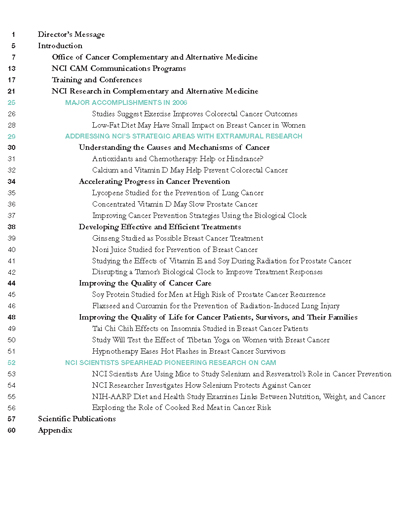 1 Director's Message
5 Introduction
7 Office of Cancer Complementary and Alternative Medicine
13 NCI CAM Communications Programs
17 Training and Conferences
21 NCI Research in Complementary and Alternative Medicine
25 MAJOR ACCOMPLISHMENTS IN 2006
26 Studies Suggest Exercise Improves Colorectal Cancer Outcomes
28 Low-Fat Diet May Have Small Impact on Breast Cancer in Women
29 ADDRESSING NCI'S STRATEGIC AREAS WITH EXTRAMURAL RESEARCH
30 Understanding the Causes and Mechanisms of Cancer
31 Antioxidants and Chemotherapy: Help or Hindrance?
32 Calcium and Vitamin D May Help Prevent Colorectal Cancer
34 Accelerating Progress in Cancer Prevention
35 Lycopene Studied for the Prevention of Lung Cancer
36 Concentrated Vitamin D May Slow Prostate Cancer
37 Improving Cancer Prevention Strategies Using the Biological Clock
38 Developing Effective and Efficient Treatments
39 Ginseng Studied as Possible Breast Cancer Treatment
40 Noni Juice Studied for Prevention of Breast Cancer
41 Studying the Effects of Vitamin E and Soy During Radiation for Prostate Cancer
42 Disrupting a Tumor's Biological Clock to Improve Treatment Responses
44 Improving the Quality of Cancer Care
45 Soy Protein Studied for Men at High Risk of Prostate Cancer Recurrence
46 Flaxseed and Curcumin for the Prevention of Radiation-Induced Lung Injury
48 Improving the Quality of Life for Cancer Patients, Survivors, and Their Families
49 Tai Chi Chih Effects on Insomnia Studied in Breast Cancer Patients
50 Study Will Test the Effect of Tibetan Yoga on Women with Breast Cancer
51 Hypnotherapy Eases Hot Flashes in Breast Cancer Survivors
52 NCI SCIENTISTS SPEARHEAD PIONEERING RESEARCH ON CAM
53 NCI Scientists Are Using Mice to Study Selenium and Resveratrol's Role in Cancer Prevention
54 NCI Researcher Investigates How Selenium Protects Against Cancer
55 NIH-AARP Diet and Health Study Examines Links Between Nutrition, Weight, and Cancer
56 Exploring the Role of Cooked Red Meat in Cancer Risk
57 Scientific Publications
60 Appendix